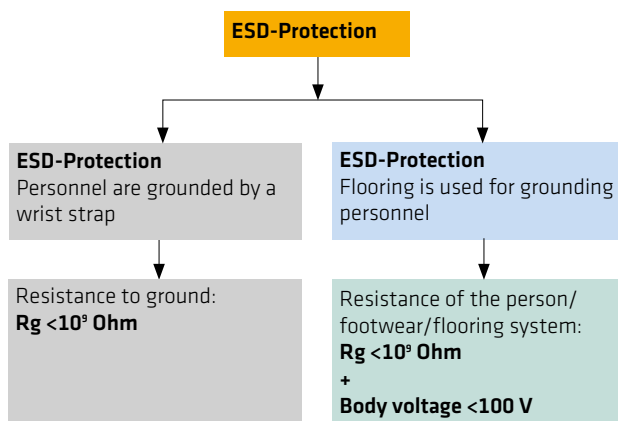 ESD-Protection
ESD-Protection
Personnel are grounded by a
wrist strap
ESD-Protection
Flooring is used for grounding
personnel
Resistance to ground:
Rg <10⁹ Ohm
Resistance of the person/
footwear/flooring system:
Rg <10⁹ Ohm
+
Body voltage <100 V